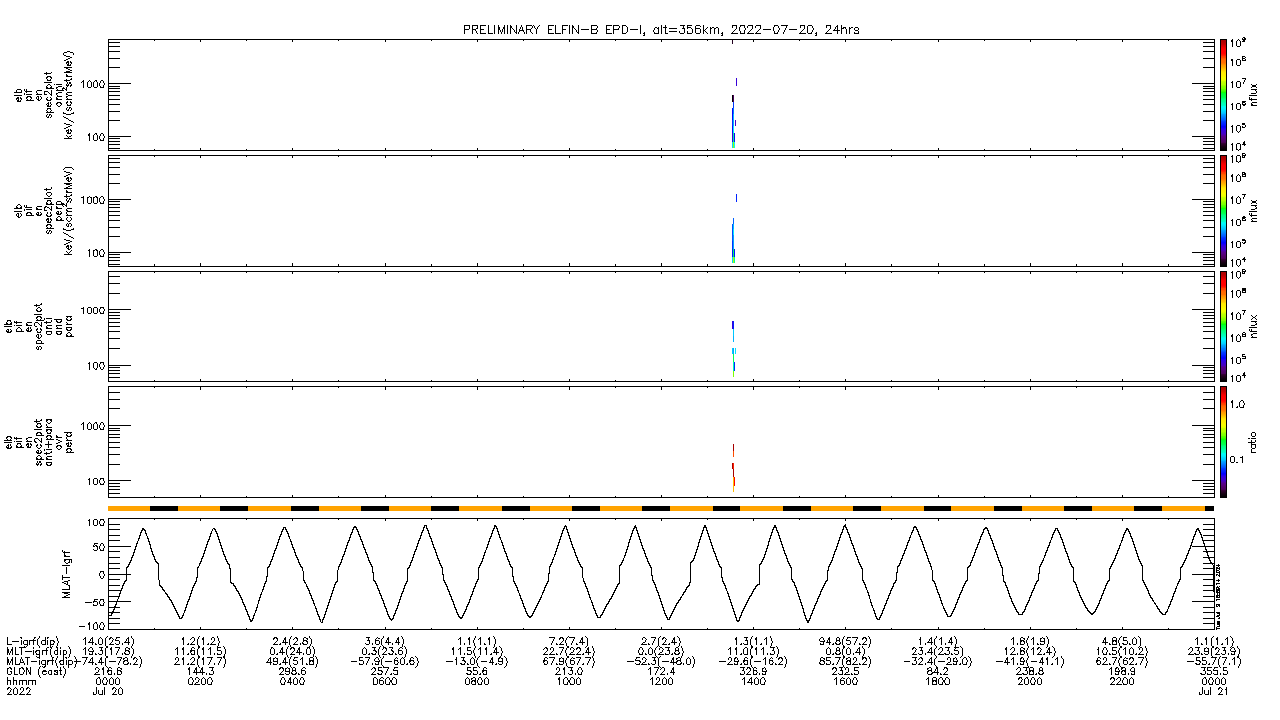 PRELIMINARY ELFIN-B EPD-I, alt=356km, 2022-07-20, 24hrs
elb
pif
en
spec2plot
omni
keV/(scm²strMeV)
1000
100
10⁹
10⁸
10⁷
10⁶
10⁵
10⁴
nflux
elb
pif
en
spec2plot
perp
keV/(scm²strMeV)
1000
100
10⁹
10⁸
10⁷
10⁶
10⁵
10⁴
nflux
elb
pif
en
spec2plot
anti
and
para
1000
100
10⁹
10⁸
10⁷
10⁶
10⁵
10⁴
nflux
elb
pif
en
spec2plot
anti+para
ovr
perd
1000
100
1.0
0.1
ratio
MLAT-igrf
100
50
0
-50
-100
L-igrf(dip) 14.0(25.4) 1.2(1.2) 2.4(2.8) 3.6(4.4) 1.1(1.1) 7.2(7.4) 2.7(2.4) 1.3(1.1) 94.8(57.2) 1.4(1.4) 1.8(1.9) 4.8(5.0) 1.1(1.1)
MLT-igrf(dip) 19.3(17.8) 11.6(11.5) 0.4(24.0) 0.3(23.6) 11.5(11.4) 22.7(22.4) 0.0(23.8) 11.0(11.3) 0.8(0.4) 23.4(23.5) 12.8(12.4) 10.5(10.2) 23.9(23.9)
MLAT-igrf(dip) -74.4(-78.2) 21.2(17.7) 49.4(51.8) -57.9(-60.6) -13.0(-4.9) 67.9(67.7) -52.3(-48.0) -29.6(-16.2) 85.7(82.2) -32.4(-29.0) -41.9(-41.1) 62.7(62.7) -55.7(7.1)
GLON (east) 216.8 144.3 298.6 257.5 55.6 213.0 172.4 326.9 232.5 84.2 238.8 198.9 355.5
hhmm 0000 0200 0400 0600 0800 1000 1200 1400 1600 1800 2000 2200 0000
2022 Jul 20 Jul 21